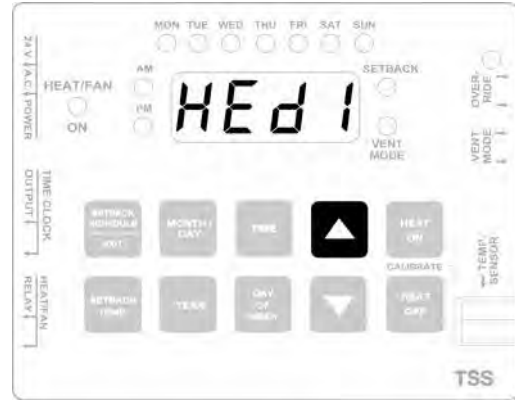 MON TUE WED THU FRI SAT SUN
24V A.C. POWER
HEAT/FAN
ON
AM
PM
HEd1
SETBACK
VENT
MODE
OVER-
RIDE
VENT
MODE
TIME CLOCK
OUTPUT
SETBACK
SCHEDULE
EXIT
MONTH/
DAY
TIME
HEAT
ON
CALIBRATE
TEMP.
SENSOR
HEAT/FAN
RELAY
SETBACK
TEMP
YEAR
DAY
OF
WEEK
HEAT
OFF
TSS